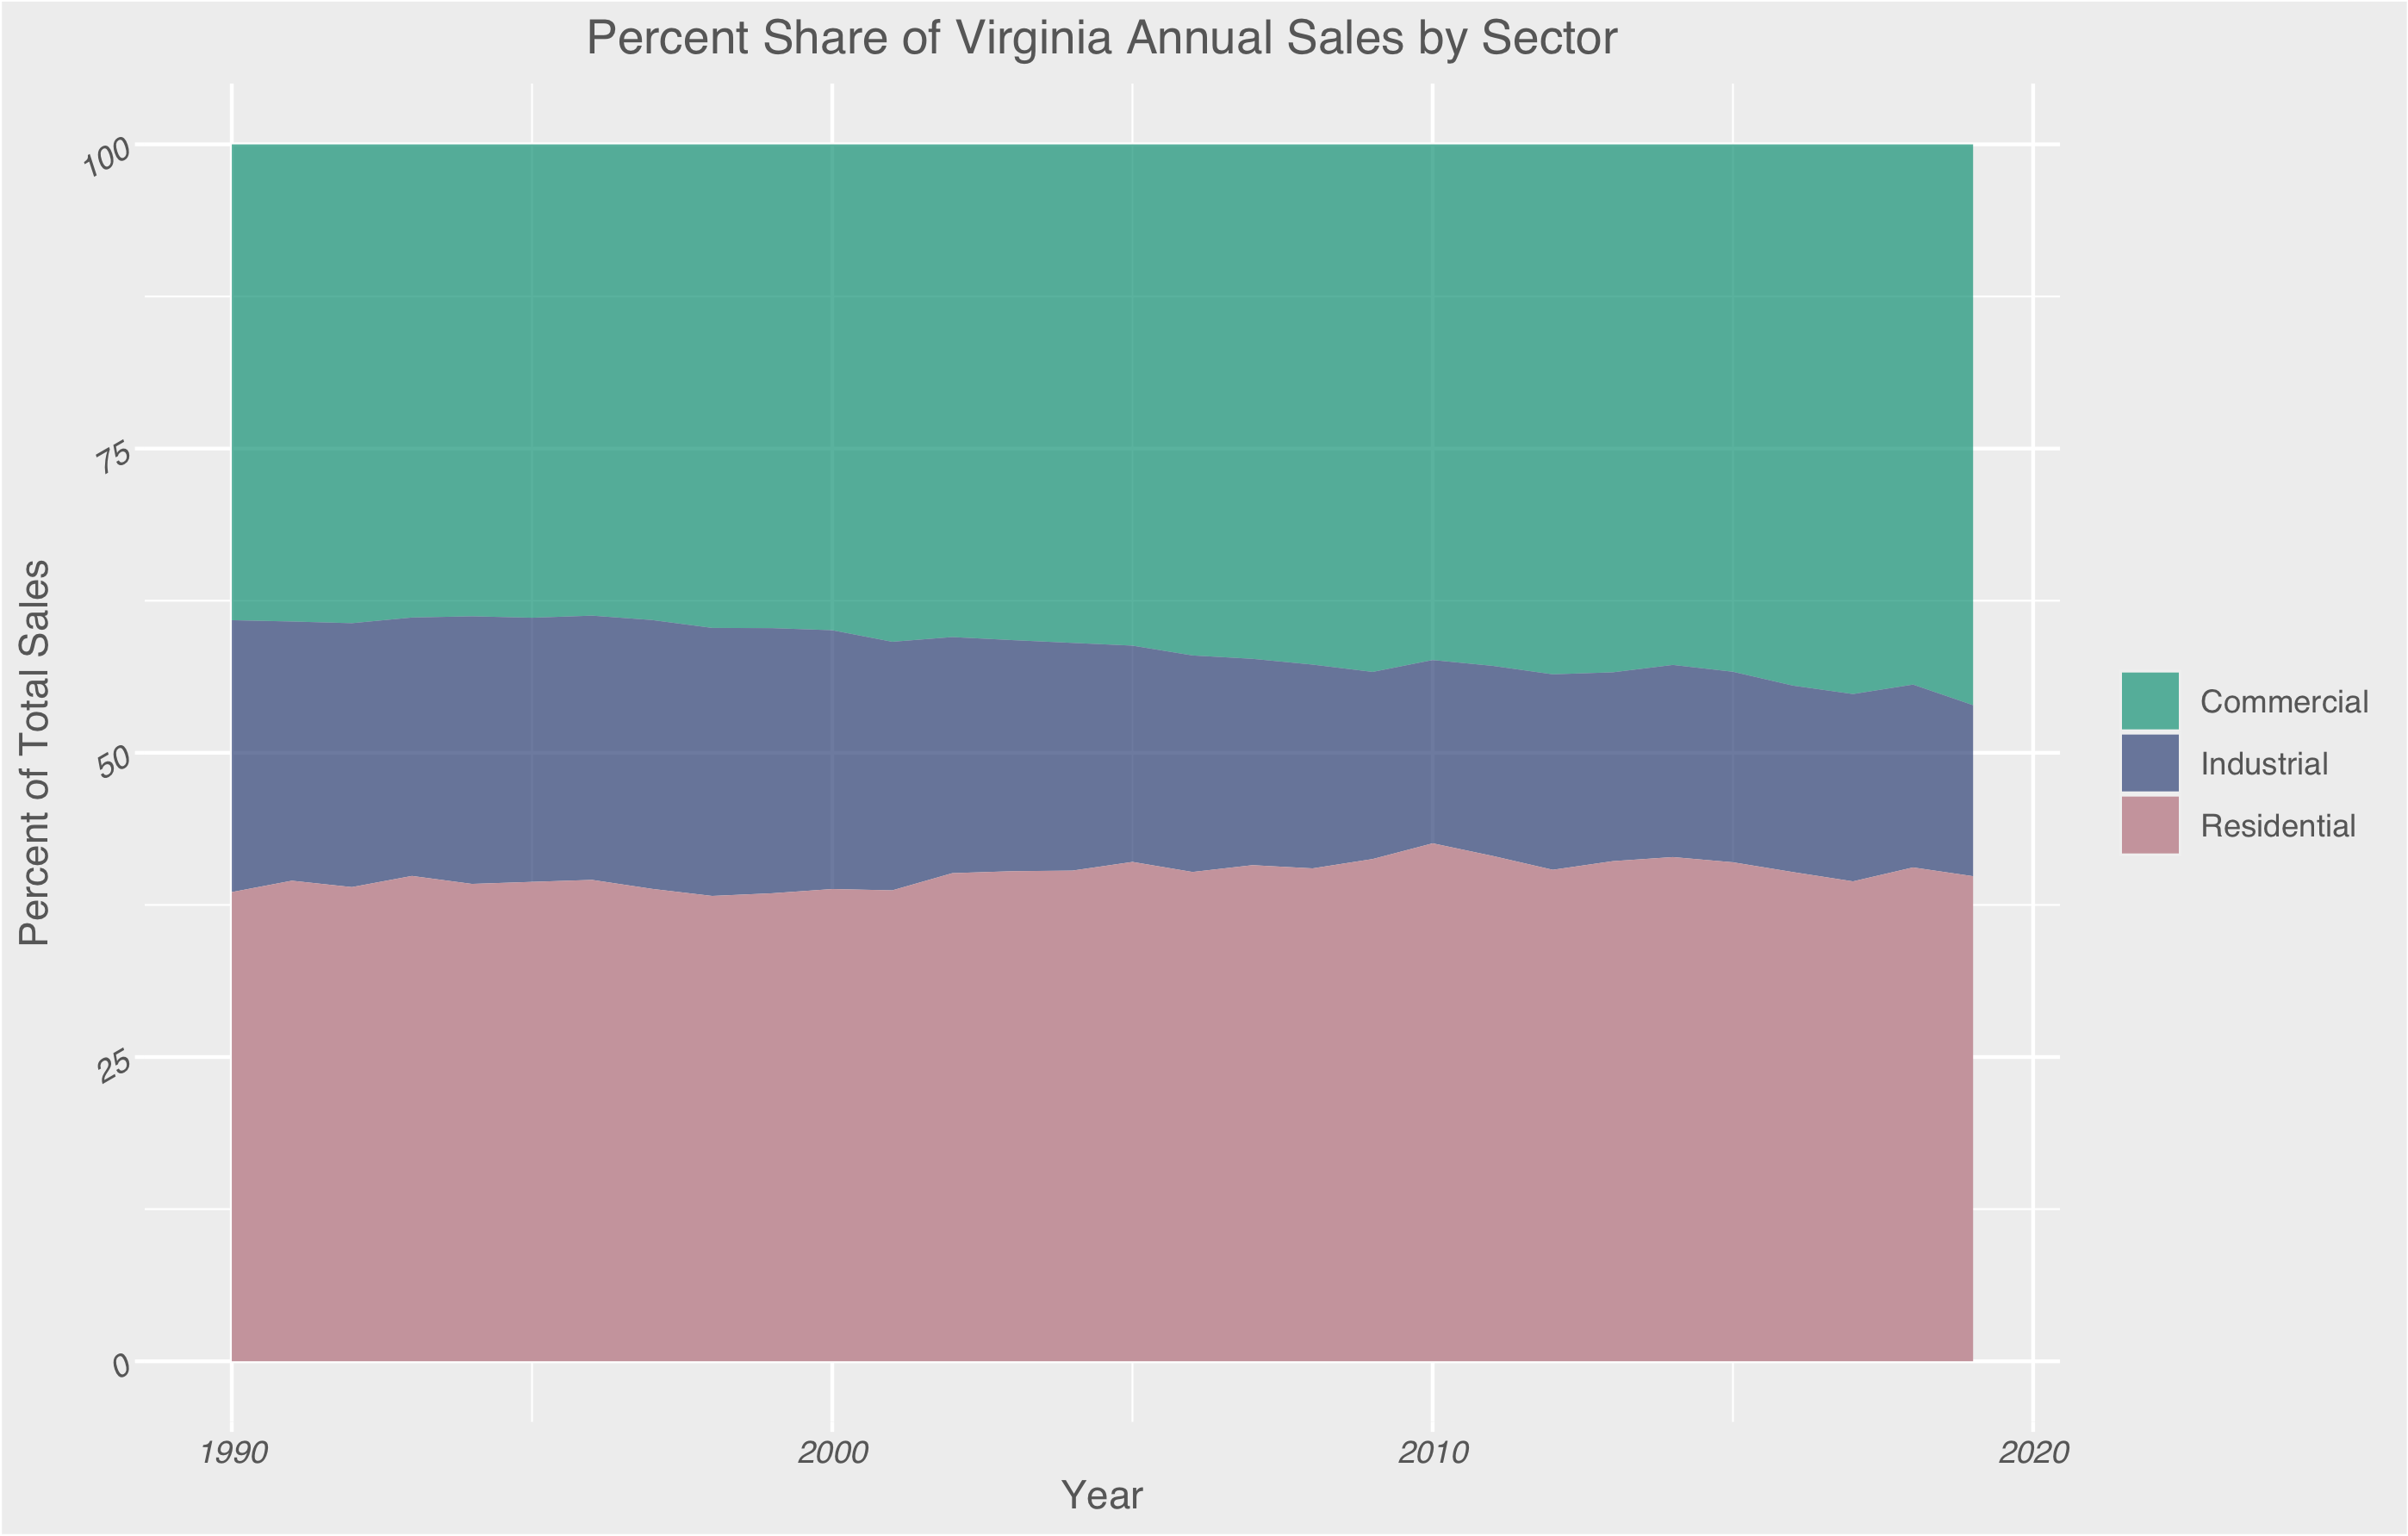 Percent Share of Virginia Annual Sales by Sector
Percent of Total Sales
100
75
50
25
0
1990
2000
2010
2020
Year
Commercial
Industrial
Residential